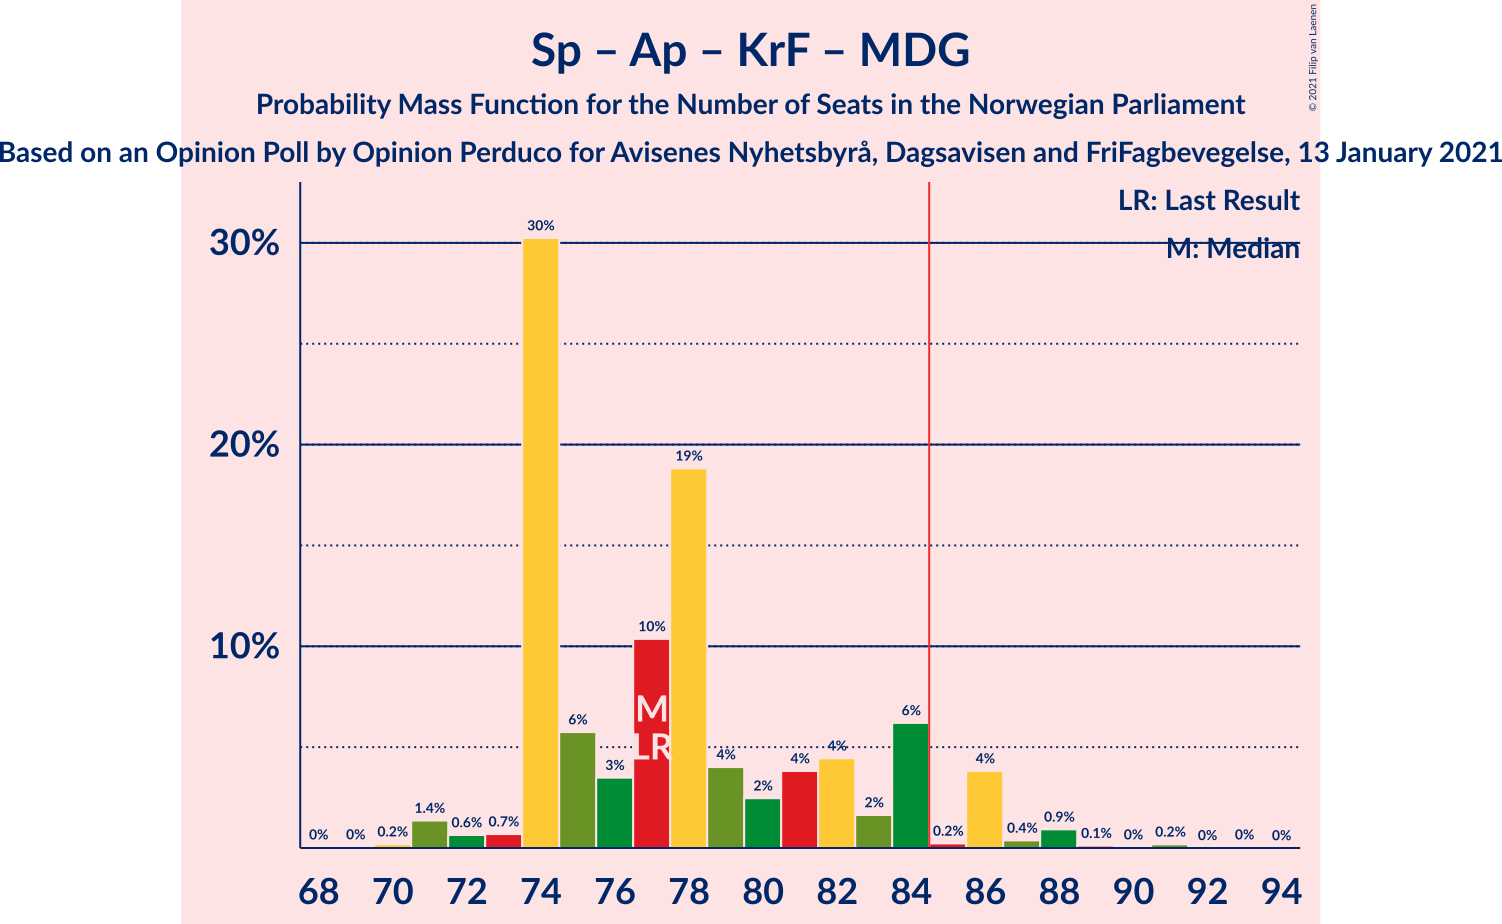 Sp – Ap – KrF – MDG
© 2021 Filip van Laenen
Probability Mass Function for the Number of Seats in the Norwegian Parliament
Based on an Opinion Poll by Opinion Perduco for Avisenes Nyhetsbyrå, Dagsavisen and FriFagbevegelse, 13 January 2021
LR: Last Result
M: Median
30%
20%
10%
0% 0% 0.2% 1.4% 0.6% 0.7% 30% 6% 3% 10% 19% 4% 2% 4% 4% 2% 6% 0.2% 4% 0.4% 0.9% 0.1% 0% 0.2% 0% 0% 0%
M
LR
68 70 72 74 76 78 80 82 84 86 88 90 92 94